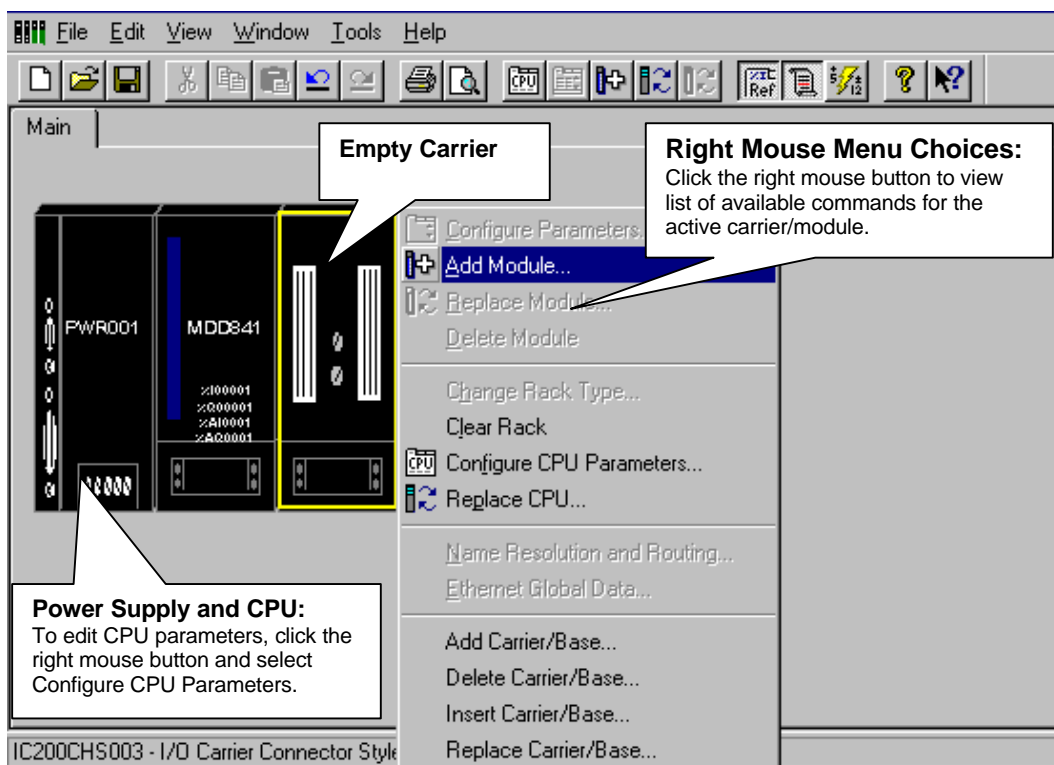 File Edit View Window Tools Help
CPU Ref 12 ? ?
Main
Empty Carrier
Right Mouse Menu Choices:
Click the right mouse button to view
list of available commands for the
active carrier/module.
Configure Parameters...
Add Module...
Replace Module...
Delete Module
Change Rack Type...
Clear Rack
CPU Configure CPU Parameters...
Replace CPU...
Name Resolution and Routing...
Ethernet Global Data...
Add Carrier/Base...
Delete Carrier/Base...
Insert Carrier/Base...
Replace Carrier/Base...
PWR001
MDD841
%I00001
%Q00001
%AI0001
%AQ0001
Power Supply and CPU:
To edit CPU parameters, click the
right mouse button and select
Configure CPU Parameters.
IC200CHS003 - I/O Carrier Connector Style